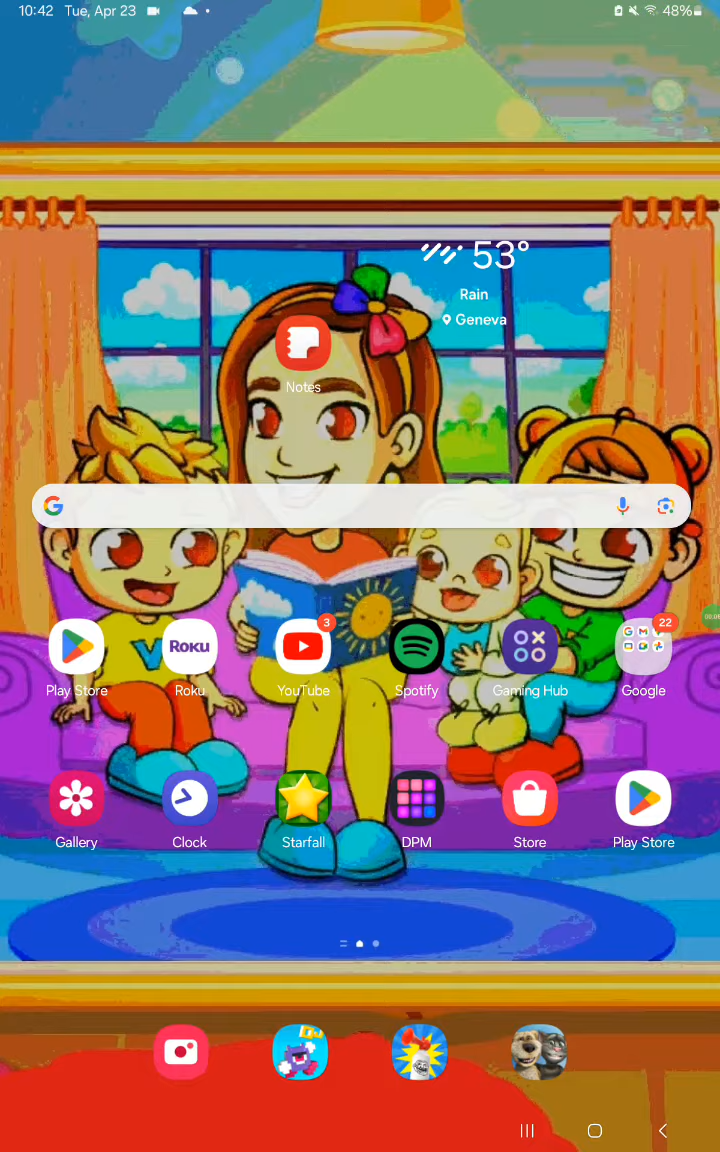 10:42 Tue, Apr 23 48%
53°
Rain
Geneva
Notes
3
22
Roku
Play Store Roku YouTube Spotify Gaming Hub Google
Gallery Clock Starfall DPM Store Play Store